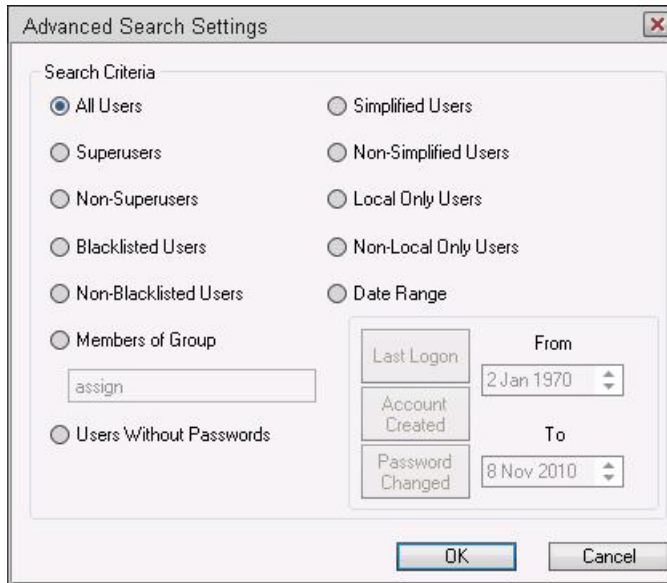 Advanced Search Settings
Search Criteria
All Users
Superusers
Non-Superusers
Blacklisted Users
Non-Blacklisted Users
Members of Group
assign
Users Without Passwords
Simplified Users
Non-Simplified Users
Local Only Users
Non-Local Only Users
Date Range
Last Logon
Account
Created
Password
Changed
From
2 Jan 1970
To
8 Nov 2010
OK
Cancel